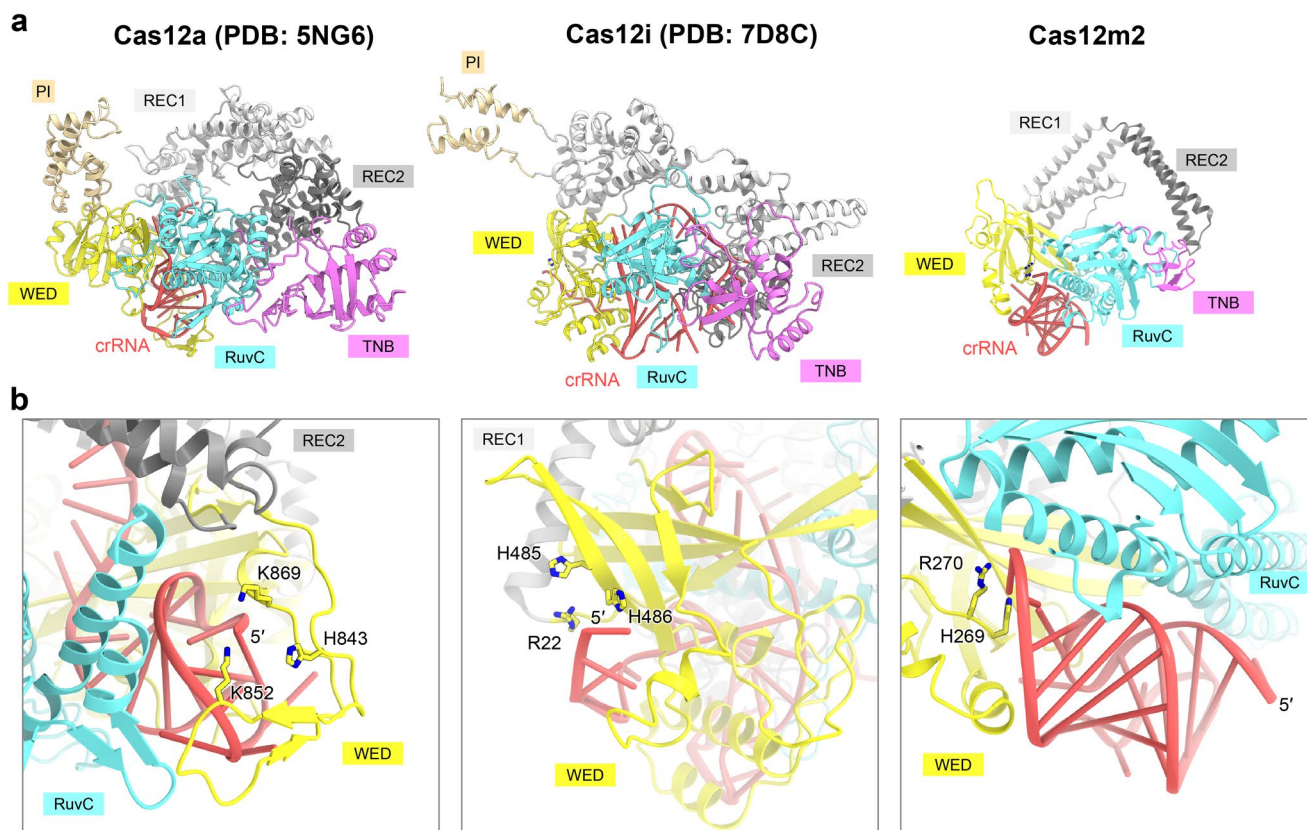 a
Cas12a (PDB: 5NG6)
Cas12i (PDB: 7D8C)
Cas12m2
PI
REC1
REC2
WED
crRNA
RuvC
TNB
PI
WED
REC2
crRNA
RuvC
TNB
REC1
REC2
WED
TNB
crRNA
RuvC
b
REC2
K869
5′
H843
K852
WED
RuvC
REC1
H485
5′
H486
R22
WED
R270
RuvC
H269
5′
WED